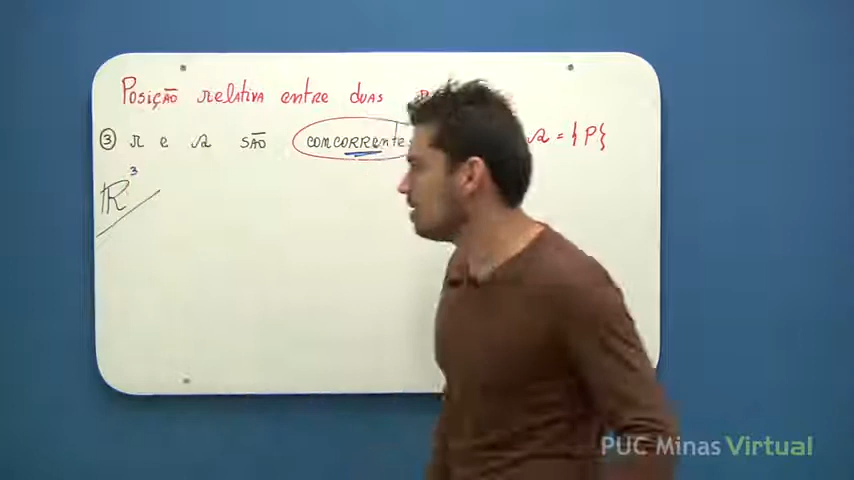 Posição relativa entre duas
③ r e s são concorrentes s = {P}
ℝ³
PUC Minas Virtual